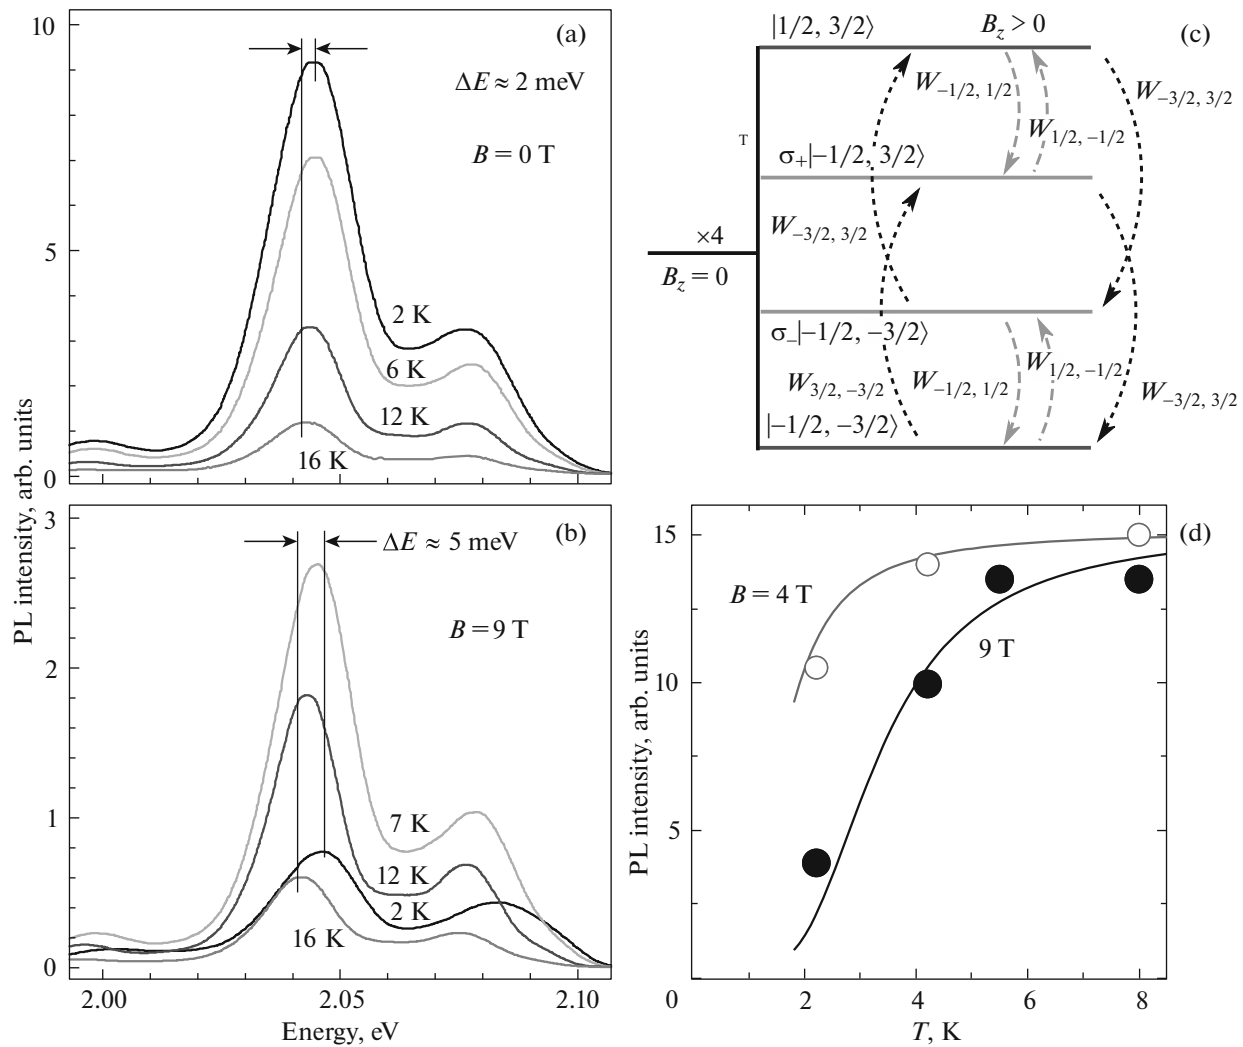 10
(a)
ΔE ≈ 2 meV
B = 0 T
5
2 K
6 K
12 K
16 K
0
PL intensity, arb. units
3
(b)
ΔE ≈ 5 meV
B = 9 T
2
1
7 K
12 K
2 K
16 K
0
2.00
2.05
2.10
Energy, eV
|1/2, 3/2⟩
B_z > 0
(c)
W_{−1/2, 1/2}
W_{−3/2, 3/2}
W_{1/2, −1/2}
T
σ_+|−1/2, 3/2⟩
W_{−3/2, 3/2}
×4
B_z = 0
σ_−|−1/2, −3/2⟩
W_{1/2, −1/2}
W_{3/2, −3/2}
W_{−1/2, 1/2}
W_{−3/2, 3/2}
|−1/2, −3/2⟩
15
(d)
B = 4 T
9 T
10
5
PL intensity, arb. units
0
2
4
6
8
T, K